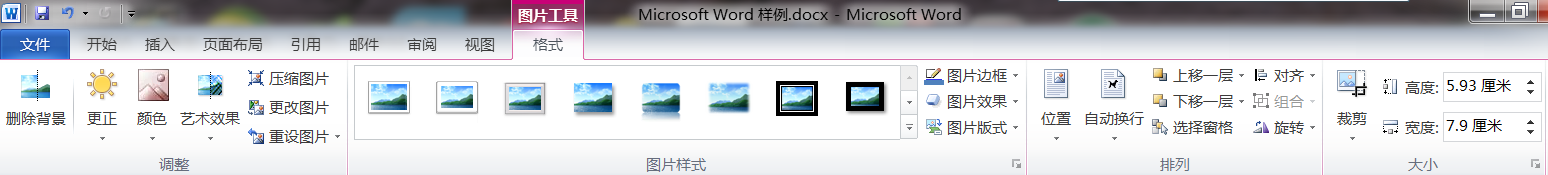 图片工具 Microsoft Word 样例.docx - Microsoft Word
文件 开始 插入 页面布局 引用 邮件 审阅 视图 格式
删除背景 更正 颜色 艺术效果
压缩图片
更改图片
重设图片
调整
图片边框
图片效果
图片版式
图片样式
位置 自动换行
上移一层 对齐
下移一层 组合
选择窗格 旋转
排列
裁剪
高度: 5.93 厘米
宽度: 7.9 厘米
大小